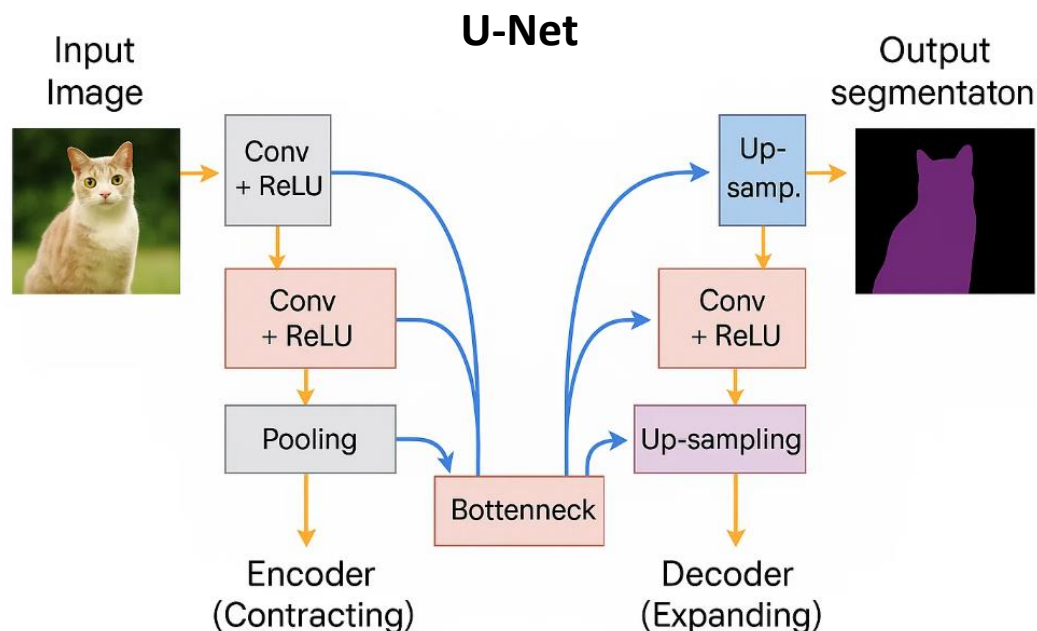 U-Net
Input
Image
Output
segmentaton
Conv
+ ReLU
Up-
samp.
Conv
+ ReLU
Conv
+ ReLU
Pooling
Up-sampling
Bottenneck
Encoder
(Contracting)
Decoder
(Expanding)